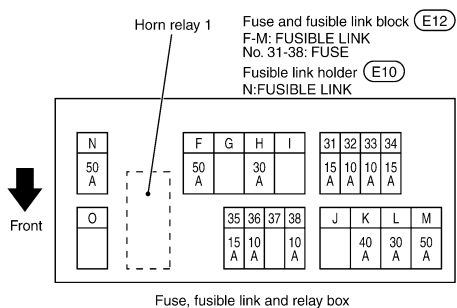 Horn relay 1
Fuse and fusible link block E12
F-M: FUSIBLE LINK
No. 31-38: FUSE
Fusible link holder E10
N:FUSIBLE LINK
N F G H I 31 32 33 34
50 A 50 A 30 A 15 A 10 A 10 A 15 A
Front
O 35 36 37 38 J K L M
15 A 10 A 10 A 40 A 30 A 50 A
Fuse, fusible link and relay box